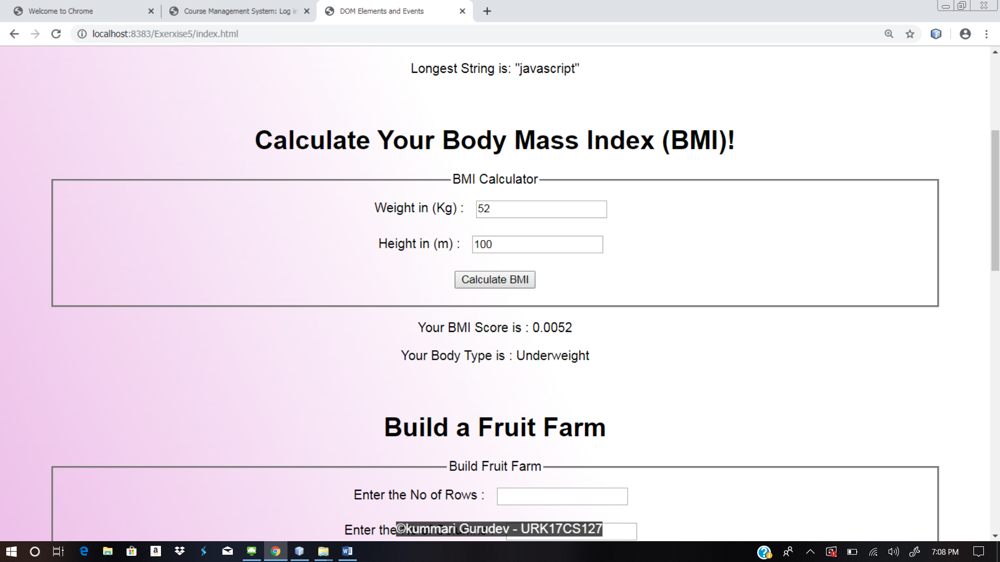 Welcome to Chrome
Course Management System: Log in
DOM Elements and Events
localhost:8383/Exerxise5/index.html
Longest String is: "javascript"
Calculate Your Body Mass Index (BMI)!
BMI Calculator
Weight in (Kg) : 52
Height in (m) : 100
Calculate BMI
Your BMI Score is : 0.0052
Your Body Type is : Underweight
Build a Fruit Farm
Build Fruit Farm
Enter the No of Rows :
Enter the
©kummari Gurudev - URK17CS127
7:08 PM